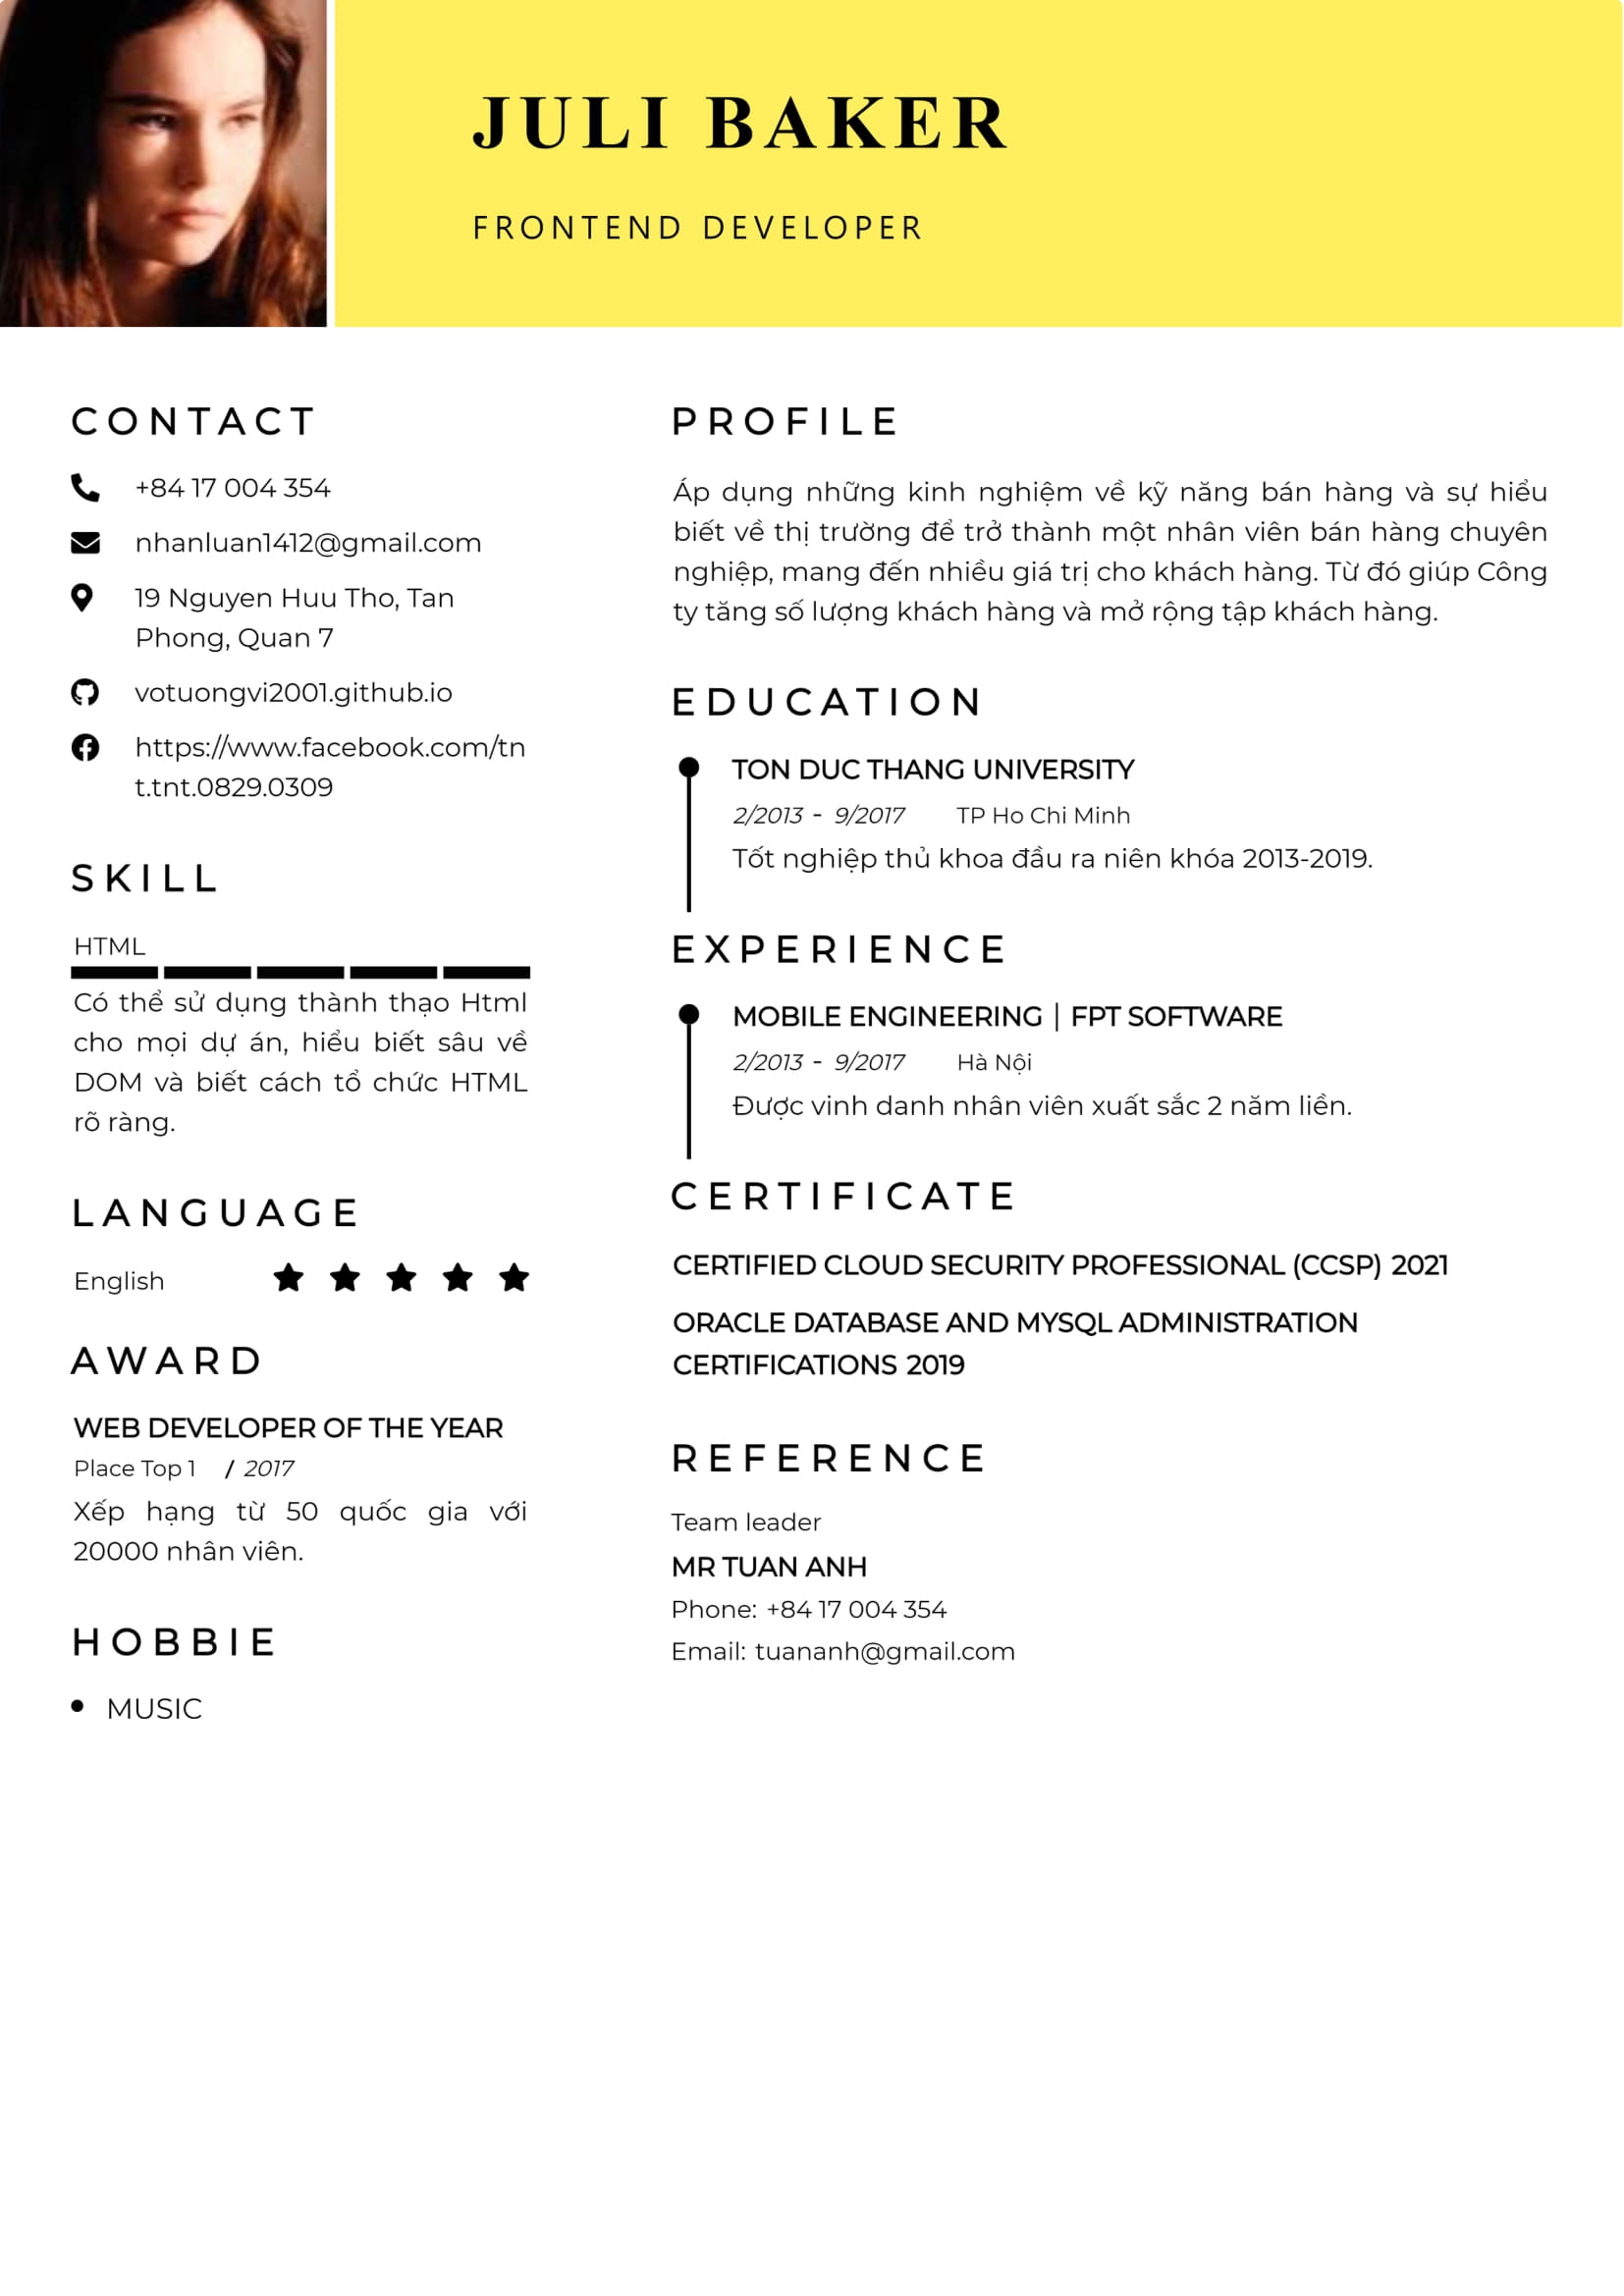 JULI BAKER
FRONTEND DEVELOPER
CONTACT
+84 17 004 354
nhanluan1412@gmail.com
19 Nguyen Huu Tho, Tan
Phong, Quan 7
votuongvi2001.github.io
https://www.facebook.com/tn
t.tnt.0829.0309
SKILL
HTML
Có thể sử dụng thành thạo Html
cho mọi dự án, hiểu biết sâu về
DOM và biết cách tổ chức HTML
rõ ràng.
LANGUAGE
English
AWARD
WEB DEVELOPER OF THE YEAR
Place Top 1 / 2017
Xếp hạng từ 50 quốc gia với
20000 nhân viên.
HOBBIE
MUSIC
PROFILE
Áp dụng những kinh nghiệm về kỹ năng bán hàng và sự hiểu
biết về thị trường để trở thành một nhân viên bán hàng chuyên
nghiệp, mang đến nhiều giá trị cho khách hàng. Từ đó giúp Công
ty tăng số lượng khách hàng và mở rộng tập khách hàng.
EDUCATION
TON DUC THANG UNIVERSITY
2/2013 - 9/2017 TP Ho Chi Minh
Tốt nghiệp thủ khoa đầu ra niên khóa 2013-2019.
EXPERIENCE
MOBILE ENGINEERING | FPT SOFTWARE
2/2013 - 9/2017 Hà Nội
Được vinh danh nhân viên xuất sắc 2 năm liền.
CERTIFICATE
CERTIFIED CLOUD SECURITY PROFESSIONAL (CCSP) 2021
ORACLE DATABASE AND MYSQL ADMINISTRATION
CERTIFICATIONS 2019
REFERENCE
Team leader
MR TUAN ANH
Phone: +84 17 004 354
Email: tuananh@gmail.com